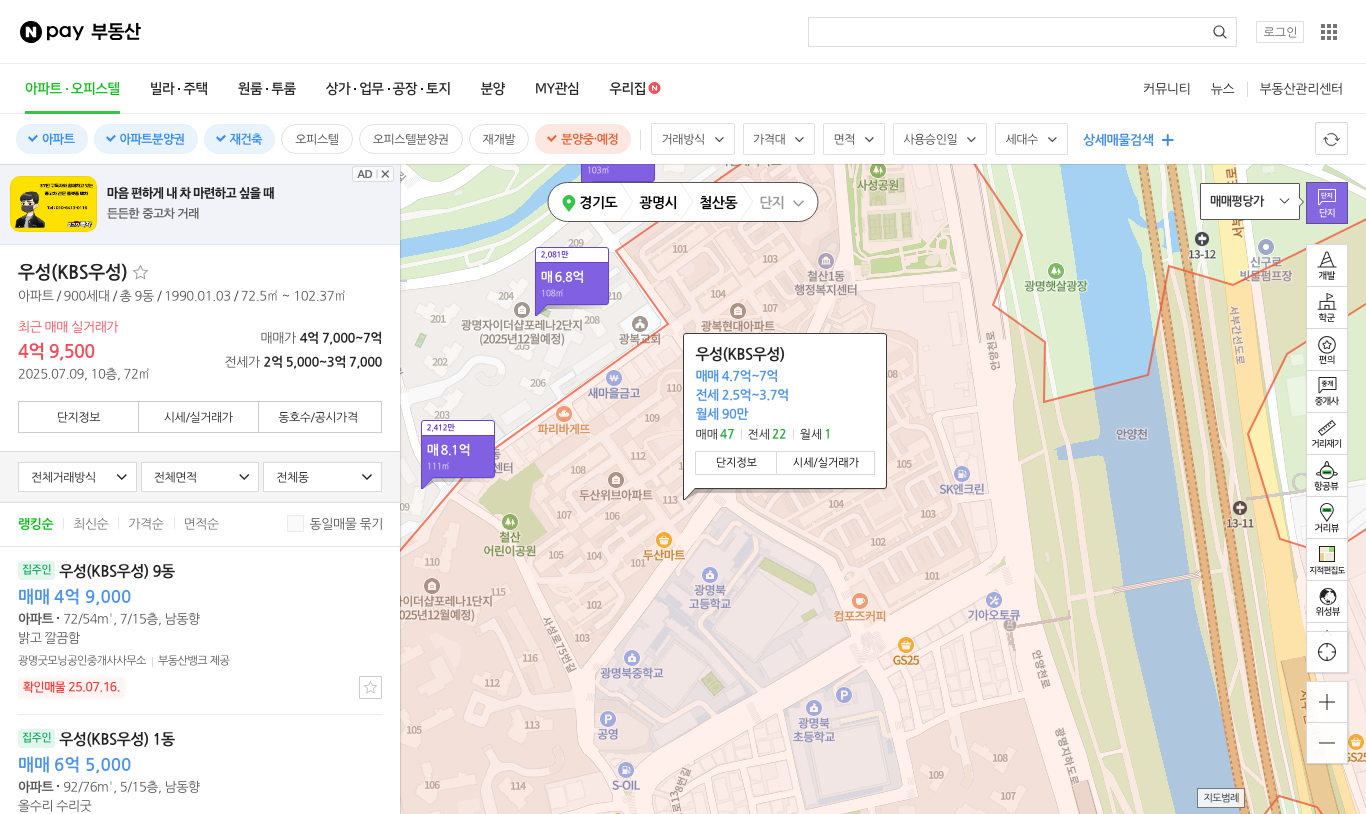 N pay 부동산
로그인
아파트 · 오피스텔
빌라 · 주택
원룸 · 투룸
상가 · 업무 · 공장 · 토지
분양
MY관심
우리집 N
커뮤니티
뉴스
부동산관리센터
아파트
아파트분양권
재건축
오피스텔
오피스텔분양권
재개발
분양중·예정
거래방식
가격대
면적
사용승인일
세대수
상세매물검색
AD
마음 편하게 내 차 마련하고 싶을 때
든든한 중고차 거래
우성(KBS우성)
아파트 / 900세대 / 총 9동 / 1990.01.03 / 72.5㎡ ~ 102.37㎡
최근 매매 실거래가
4억 9,500
2025.07.09, 10층, 72㎡
매매가 4억 7,000~7억
전세가 2억 5,000~3억 7,000
단지정보
시세/실거래가
동호수/공시가격
전체거래방식
전체면적
전체동
랭킹순
최신순
가격순
면적순
동일매물 묶기
집주인 우성(KBS우성) 9동
매매 4억 9,000
아파트 · 72/54㎡, 7/15층, 남동향
밝고 깔끔함
광명굿모닝공인중개사사무소 | 부동산뱅크 제공
확인매물 25.07.16.
집주인 우성(KBS우성) 1동
매매 6억 5,000
아파트 · 92/76㎡, 5/15층, 남동향
올수리 수리굿
103㎡
경기도
광명시
철산동
단지
사성공원
매매평당가
단지
단지
209
2,081만
매 6.8억
108㎡
210
101
103
철산1동
행정복지센터
13-12
신구로
빗물펌프장
광명햇살광장
개발
204
201
208
광명자이더샵포레나2단지
(2025년12월예정)
광복교회
104
광복현대아파트
학군
서부간선도로
안양천로
우성(KBS우성)
매매 4.7억~7억
전세 2.5억~3.7억
월세 90만
매매 47
전세 22
월세 1
단지정보
시세/실거래가
편의
중개
중개사
205
206
새마을금고
109
203
파리바게뜨
2,412만
매 8.1억
111㎡
안양천
거리재기
108
110
두산위브아파트
113
SK엔크린
항공뷰
107
106
103
철산
어린이공원
105
104
두산마트
102
13-11
거리뷰
110
101
115
자이더샵포레나1단지
광명북
고등학교
컴포즈커피
기아오토큐
지적편집도
위성뷰
102
103
사성로75번길
116
광명북중학교
GS25
안양천로
112
113
P
공영
P
광명북
초등학교
111
112
S-OIL
110
109
108
107
광명지하도로
GS25
지도범례